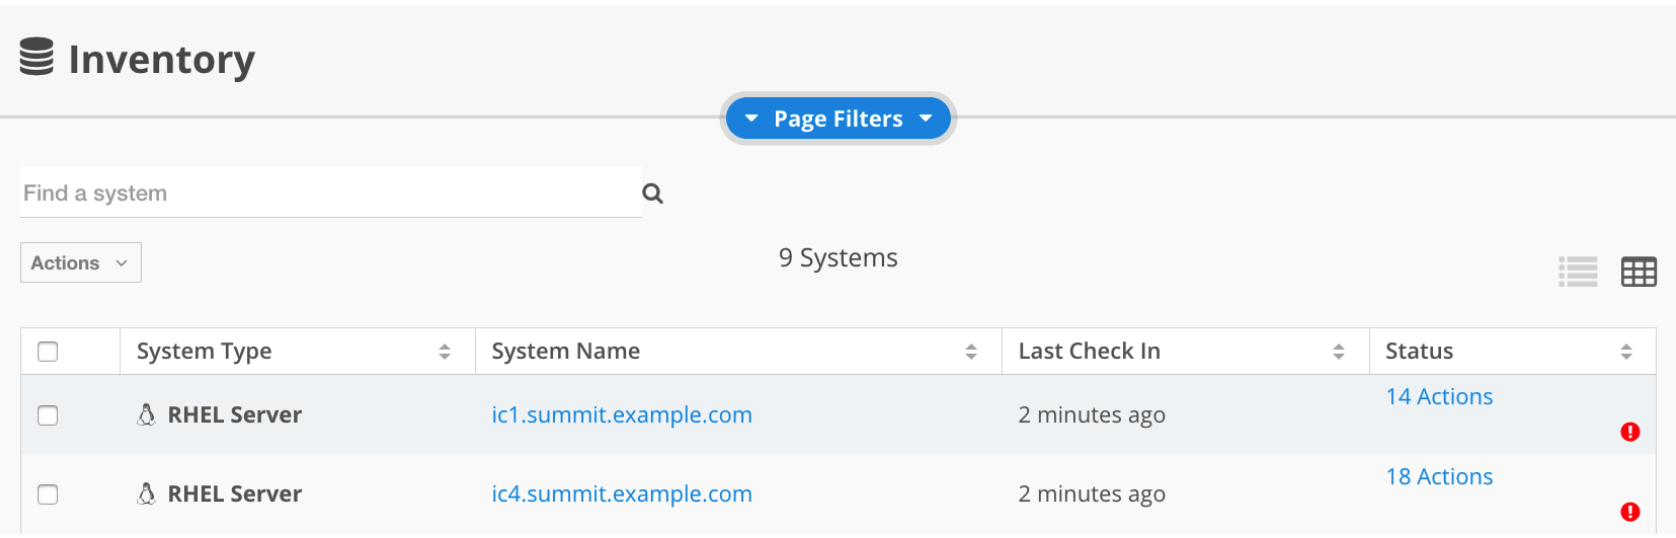 Inventory
Page Filters
Find a system
Actions
9 Systems
System Type System Name Last Check In Status
RHEL Server ic1.summit.example.com 2 minutes ago 14 Actions
RHEL Server ic4.summit.example.com 2 minutes ago 18 Actions